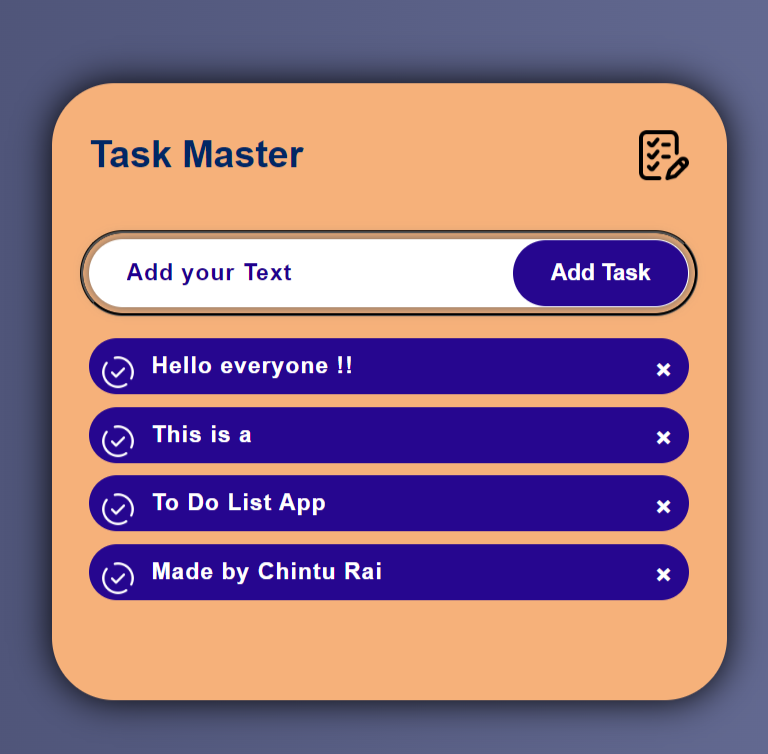 Task Master
Add your Text
Add Task
Hello everyone !!
This is a
To Do List App
Made by Chintu Rai